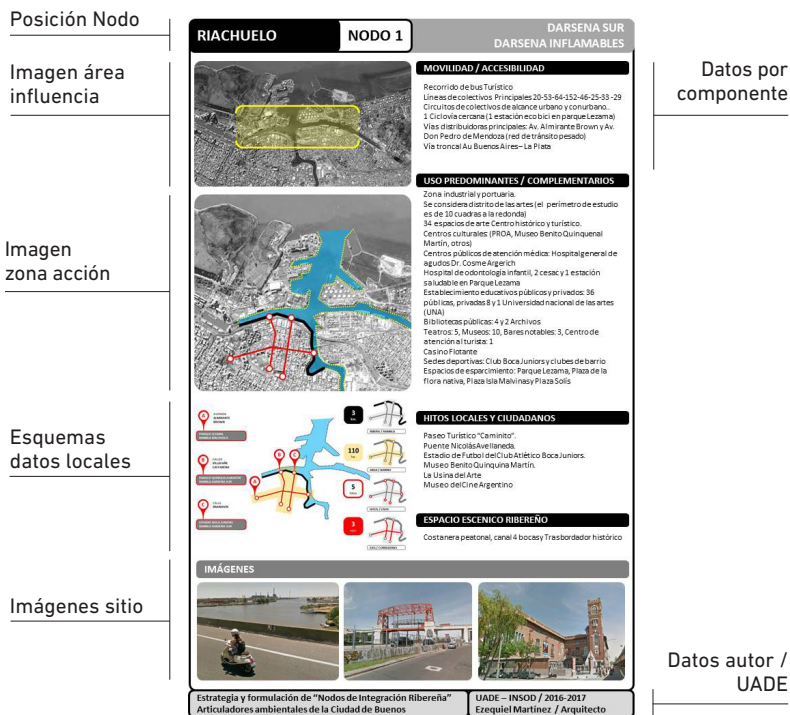 Posición Nodo
Imagen área
influencia
Imagen
zona acción
Esquemas
datos locales
Imágenes sitio
RIACHUELO
NODO 1
DARSENA SUR
DARSENA INFLAMABLES
MOVILIDAD / ACCESIBILIDAD
Recorrido de bus Turístico
Líneas de colectivos Principales 20-53-64-152-46-25-33 -29
Circuitos de colectivos de alcance urbano y conurbano..
1 Ciclovía cercana (1 estación eco bici en parque Lezama)
Vías distribuidoras principales: Av. Almirante Brown y Av.
Don Pedro de Mendoza (red de tránsito pesado)
Vía troncal Au Buenos Aires– La Plata
USO PREDOMINANTES / COMPLEMENTARIOS
Zona industrial y portuaria.
Se considera distrito de las artes (el perímetro de estudio
es de 10 cuadras a la redonda)
34 espacios de arte Centro histórico y turístico.
Centros culturales: (PROA, Museo Benito Quinquenal
Martín, otros)
Centros públicos de atención médica: Hospital general de
agudos Dr. Cosme Argerich
Hospital de odontología infantil, 2 cesac y 1 estación
saludable en Parque Lezama
Establecimiento educativos públicos y privados: 36
públicas, privadas 8 y 1 Universidad nacional de las artes
(UNA)
Bibliotecas públicas: 4 y 2 Archivos
Teatros: 5, Museos: 10, Bares notables: 3, Centro de
atención al turista: 1
Casino Flotante
Sedes deportivas: Club Boca Juniors y clubes de barrio
Espacios de esparcimiento: Parque Lezama, Plaza de la
flora nativa, Plaza Isla Malvinas y Plaza Solís
A
AVENIDA
ALMIRANTE
BROWN
B
C
CALLE
A
B
C
3
110
5
3
HITOS LOCALES Y CIUDADANOS
Paseo Turístico "Caminito".
Puente Nicolás Avellaneda.
Estadio de Futbol del Club Atlético Boca Juniors.
Museo Benito Quinquina Martín.
La Usina del Arte
Museo del Cine Argentino
ESPACIO ESCENICO RIBEREÑO
Costanera peatonal, canal 4 bocas y Trasbordador histórico
IMÁGENES
Estrategia y formulación de "Nodos de Integración Ribereña"
Articuladores ambientales de la Ciudad de Buenos
UADE – INSOD / 2016-2017
Ezequiel Martínez / Arquitecto
Datos por
componente
Datos autor /
UADE